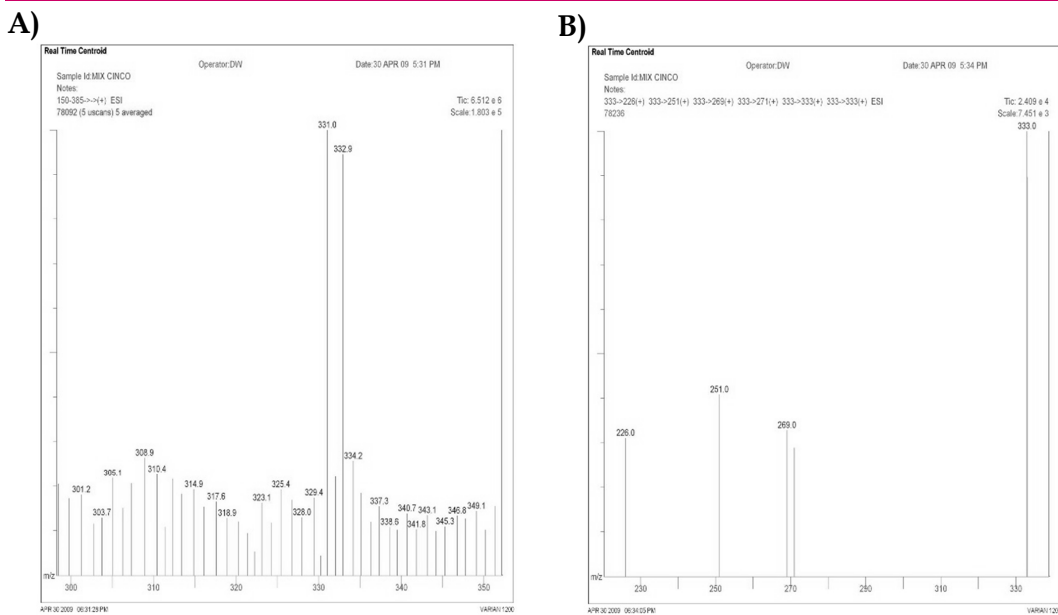 A)
Real Time Centroid
Operator:DW
Date:30 APR 09 5:31 PM
Sample Id:MIX CINCO
Notes:
150-385->->(+) ESI
Tic: 6.512 e 6
78092 (5 uscans) 5 averaged
Scale:1.803 e 5
331.0
332.9
308.9
334.2
305.1
310.4
301.2
314.9
325.4
329.4
317.6
323.1
303.7
318.9
328.0
337.3
338.6
340.7
341.8
343.1
345.3
346.8
349.1
m/z
300
310
320
330
340
350
APR 30 2009 06:31:28 PM
VARIAN 1200
B)
Real Time Centroid
Operator:DW
Date:30 APR 09 5:34 PM
Sample Id:MIX CINCO
Notes:
333->228(+) 333->251(+) 333->269(+) 333->271(+) 333->333(+) 333->333(+) ESI
Tic: 2.409 e 4
78236
Scale:7.451 e 3
333.0
251.0
226.0
269.0
m/z
230
250
270
290
310
330
APR 30 2009 06:34:05 PM
VARIAN 120